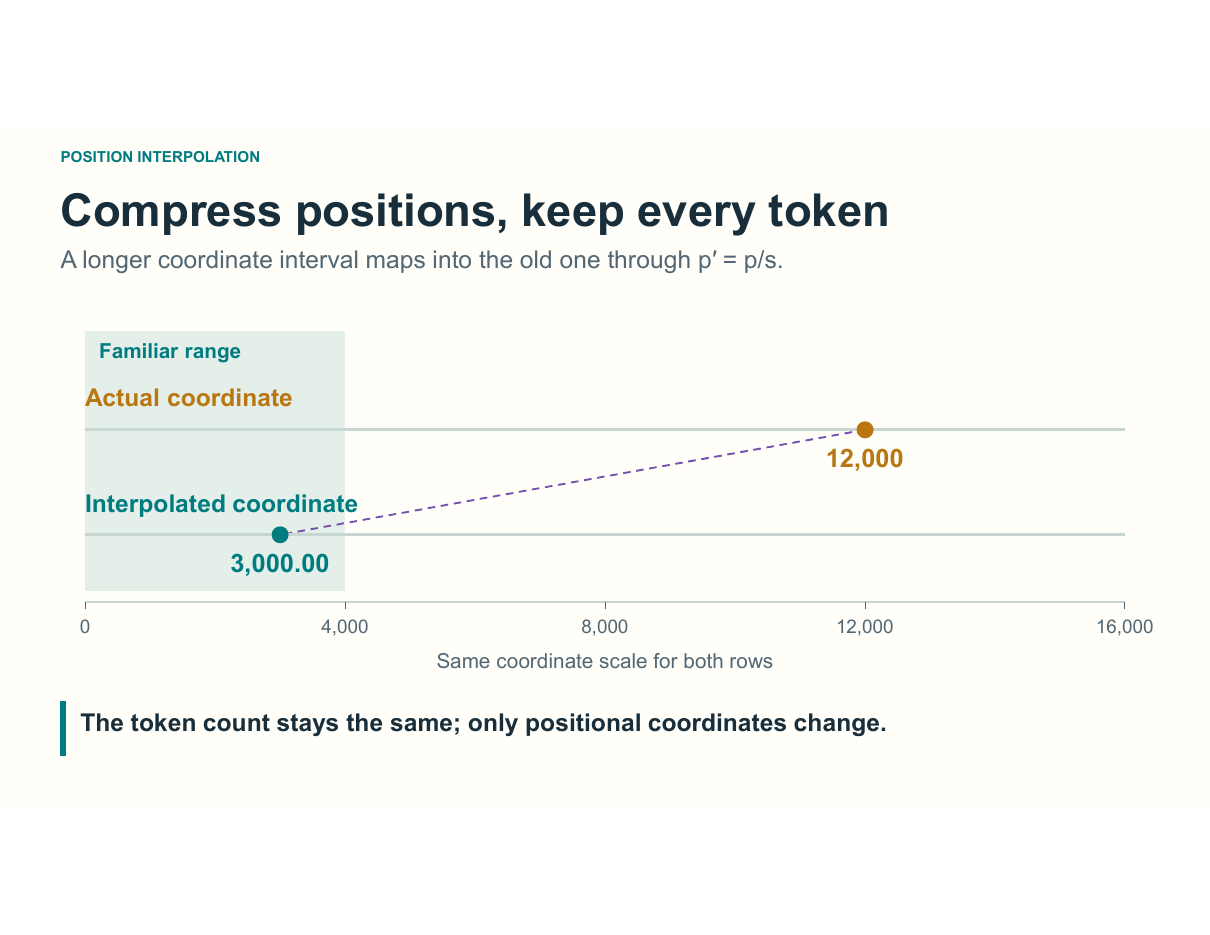 POSITION INTERPOLATION
Compress positions, keep every token
A longer coordinate interval maps into the old one through p′ = p/s.
Familiar range
Actual coordinate
12,000
Interpolated coordinate
3,000.00
0 4,000 8,000 12,000 16,000
Same coordinate scale for both rows
The token count stays the same; only positional coordinates change.